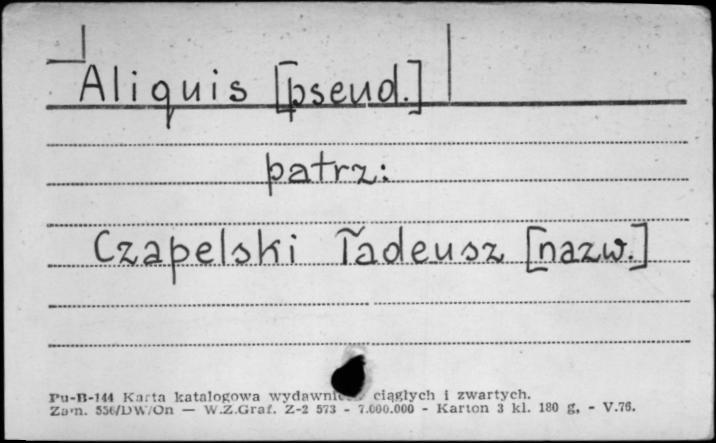 Aliquis [pseud.]
patrz:
Czapelski Tadeusz [nazw.]
Pu-B-144 Karta katalogowa ciągłych i zwartych.
Zam. 556/DW/On — W.Z.Graf. Z-2 573 - 7.000.000 - Karton 3 kl. 180 g, - V.76.